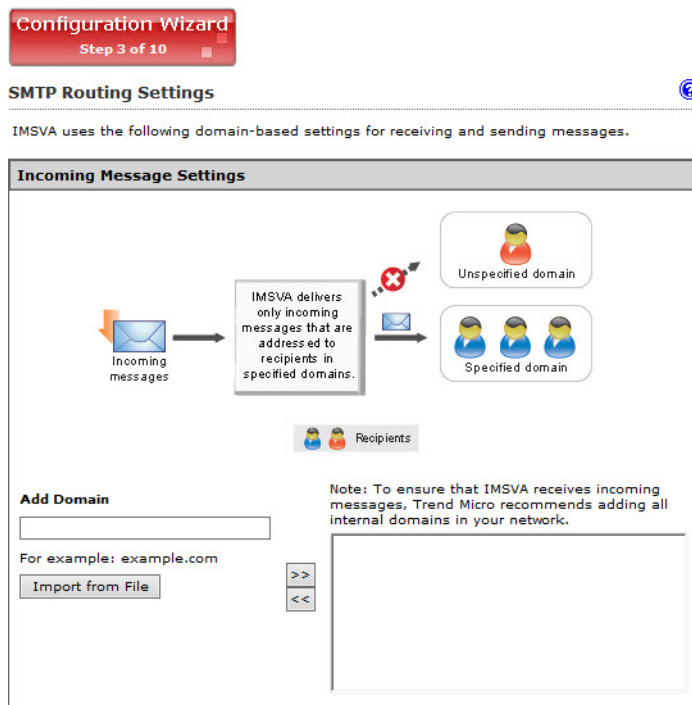 Configuration Wizard
Step 3 of 10
SMTP Routing Settings
?
IMSVA uses the following domain-based settings for receiving and sending messages.
Incoming Message Settings
Incoming
messages
IMSVA delivers
only incoming
messages that are
addressed to
recipients in
specified domains.
Unspecified domain
Specified domain
Recipients
Add Domain
For example: example.com
Import from File
>>
<<
Note: To ensure that IMSVA receives incoming
messages, Trend Micro recommends adding all
internal domains in your network.